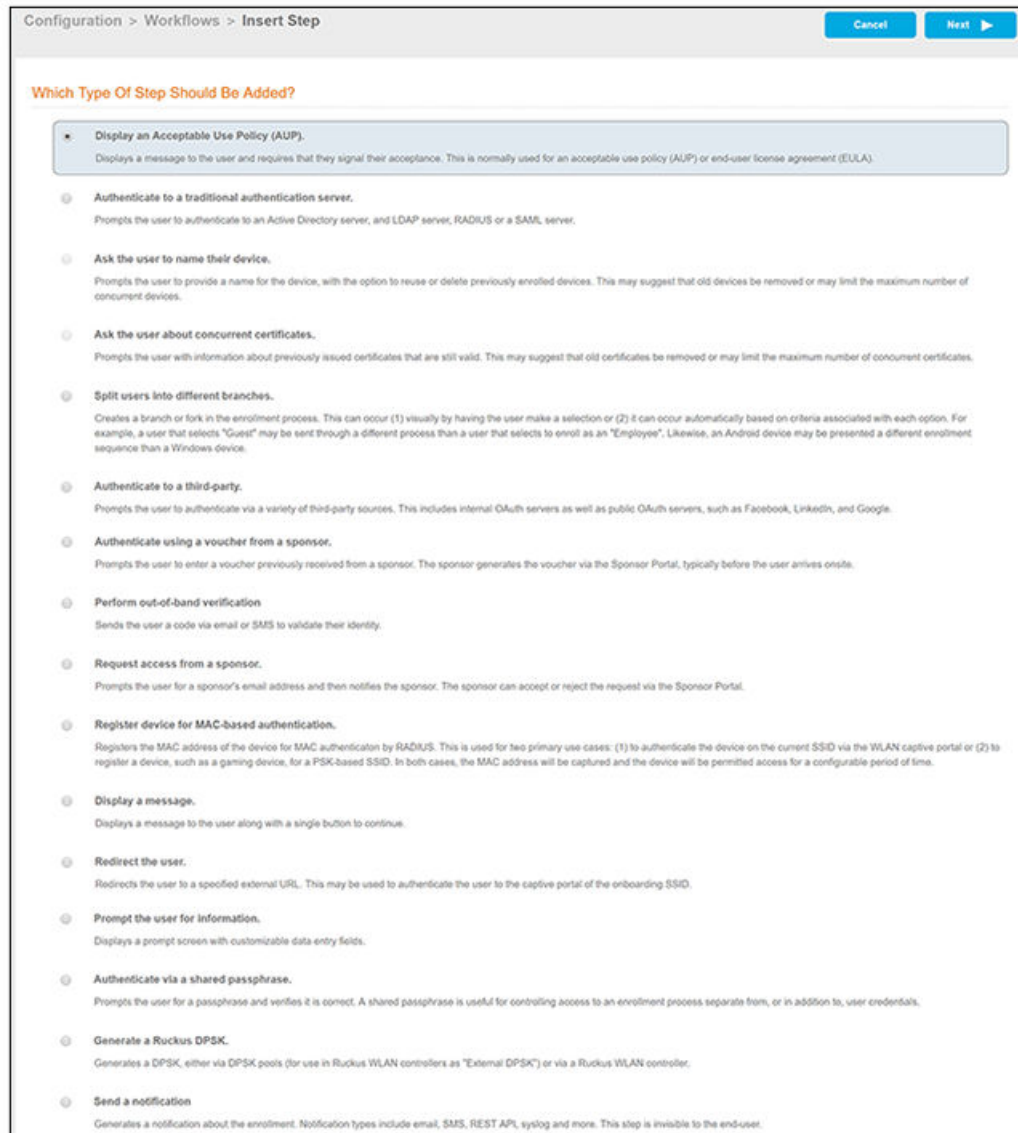 Configuration > Workflows > Insert Step
Cancel
Next
Which Type Of Step Should Be Added?
Display an Acceptable Use Policy (AUP).
Displays a message to the user and requires that they signal their acceptance. This is normally used for an acceptable use policy (AUP) or end-user license agreement (EULA).
Authenticate to a traditional authentication server.
Prompts the user to authenticate to an Active Directory server, and LDAP server, RADIUS or a SAML server.
Ask the user to name their device.
Prompts the user to provide a name for the device, with the option to reuse or delete previously enrolled devices. This may suggest that old devices be removed or may limit the maximum number of
concurrent devices.
Ask the user about concurrent certificates.
Prompts the user with information about previously issued certificates that are still valid. This may suggest that old certificates be removed or may limit the maximum number of concurrent certificates.
Split users into different branches.
Creates a branch or fork in the enrollment process. This can occur (1) visually by having the user make a selection or (2) it can occur automatically based on criteria associated with each option. For
example, a user that selects "Guest" may be sent through a different process than a user that selects to enroll as an "Employee". Likewise, an Android device may be presented a different enrollment
sequence than a Windows device.
Authenticate to a third-party.
Prompts the user to authenticate via a variety of third-party sources. This includes internal OAuth servers as well as public OAuth servers, such as Facebook, LinkedIn, and Google.
Authenticate using a voucher from a sponsor.
Prompts the user to enter a voucher previously received from a sponsor. The sponsor generates the voucher via the Sponsor Portal, typically before the user arrives onsite.
Perform out-of-band verification
Sends the user a code via email or SMS to validate their identity.
Request access from a sponsor.
Prompts the user for a sponsor's email address and then notifies the sponsor. The sponsor can accept or reject the request via the Sponsor Portal.
Register device for MAC-based authentication.
Registers the MAC address of the device for MAC authenticaton by RADIUS. This is used for two primary use cases: (1) to authenticate the device on the current SSID via the WLAN captive portal or (2) to
register a device, such as a gaming device, for a PSK-based SSID. In both cases, the MAC address will be captured and the device will be permitted access for a configurable period of time.
Display a message.
Displays a message to the user along with a single button to continue.
Redirect the user.
Redirects the user to a specified external URL. This may be used to authenticate the user to the captive portal of the onboarding SSID.
Prompt the user for information.
Displays a prompt screen with customizable data entry fields.
Authenticate via a shared passphrase.
Prompts the user for a passphrase and verifies it is correct. A shared passphrase is useful for controlling access to an enrollment process separate from, or in addition to, user credentials.
Generate a Ruckus DPSK.
Generates a DPSK, either via DPSK pools (for use in Ruckus WLAN controllers as "External DPSK") or via a Ruckus WLAN controller.
Send a notification
Generates a notification about the enrollment. Notification types include email, SMS, REST API, syslog and more. This step is invisible to the end-user.